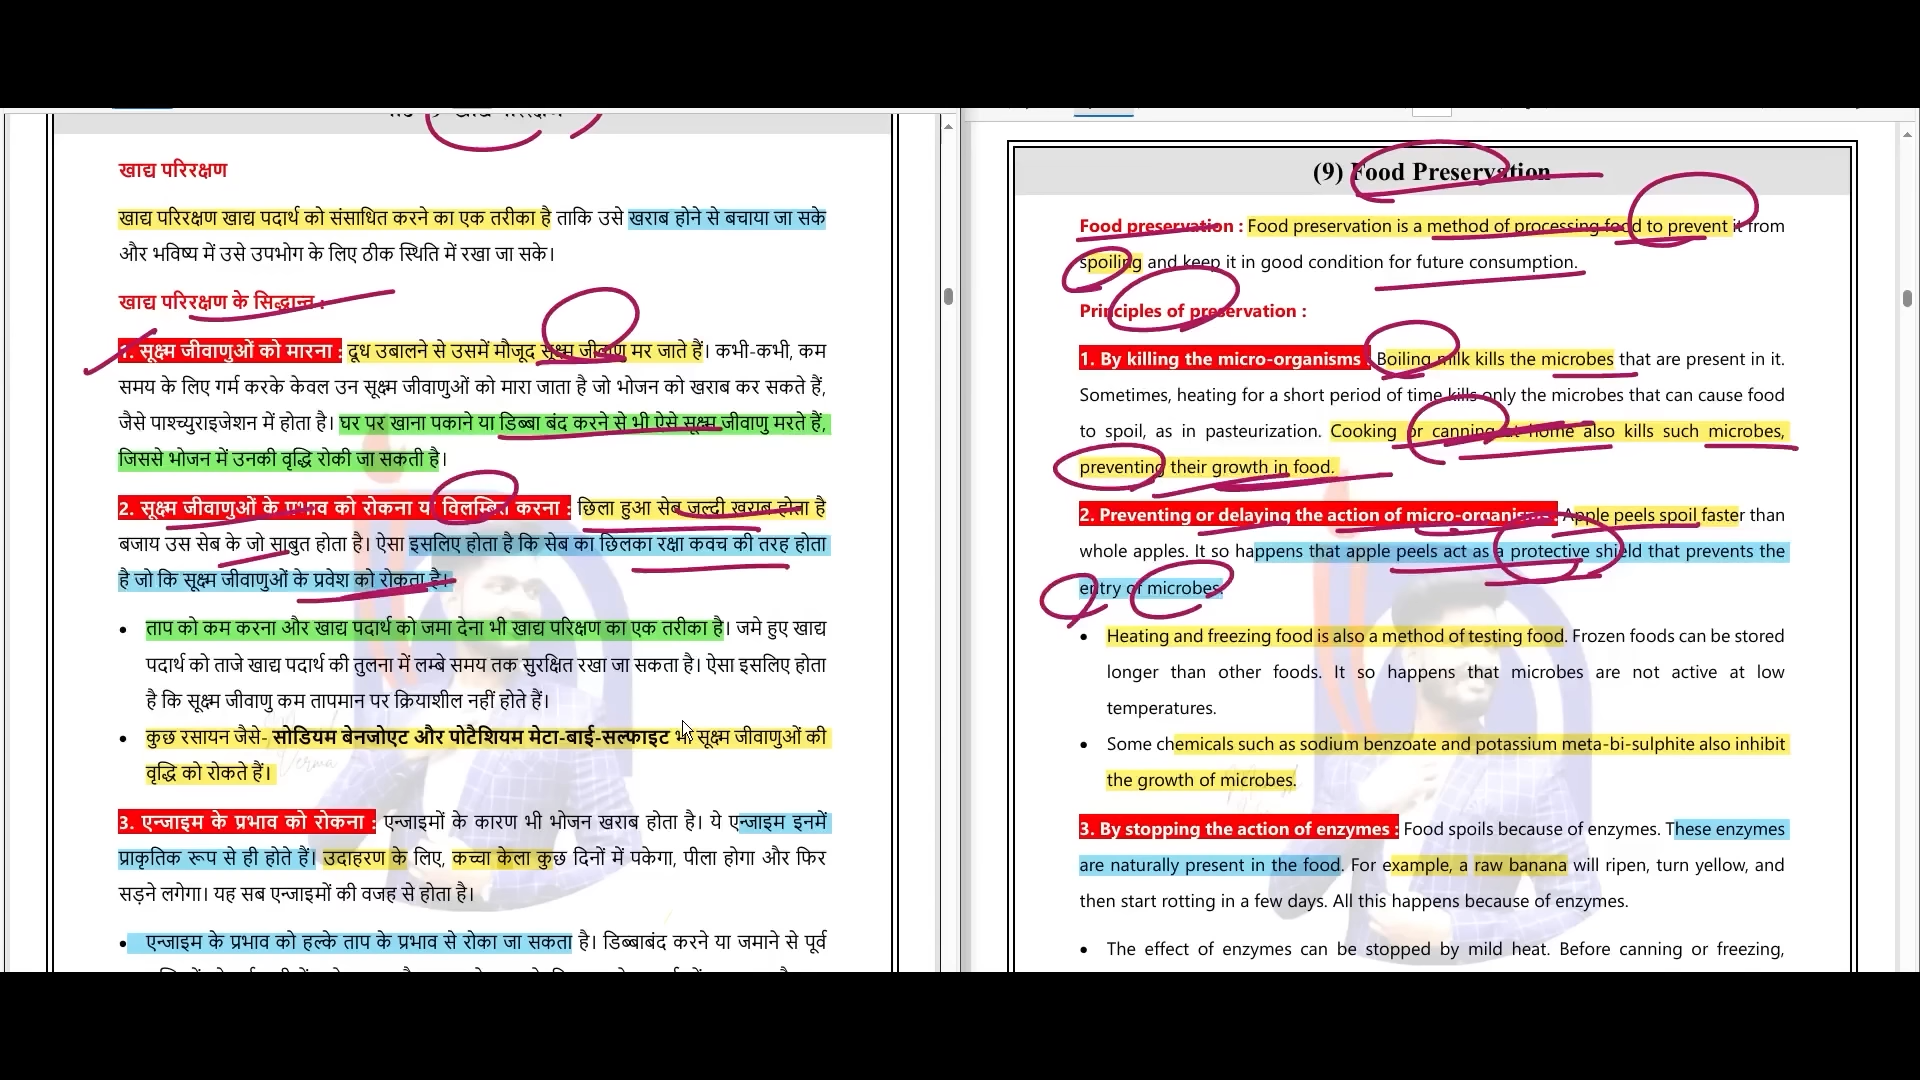 खाद्य परिरक्षण
खाद्य परिरक्षण खाद्य पदार्थ को संसाधित करने का एक तरीका है ताकि उसे खराब होने से बचाया जा सके
और भविष्य में उसे उपभोग के लिए ठीक स्थिति में रखा जा सके।
खाद्य परिरक्षण के सिद्धान्त :
1. सूक्ष्म जीवाणुओं को मारना : दूध उबालने से उसमें मौजूद सूक्ष्म जीवाणु मर जाते हैं। कभी-कभी, कम
समय के लिए गर्म करके केवल उन सूक्ष्म जीवाणुओं को मारा जाता है जो भोजन को खराब कर सकते हैं,
जैसे पाश्च्युराइजेशन में होता है। घर पर खाना पकाने या डिब्बा बंद करने से भी ऐसे सूक्ष्म जीवाणु मरते हैं,
जिससे भोजन में उनकी वृद्धि रोकी जा सकती है।
2. सूक्ष्म जीवाणुओं के प्रभाव को रोकना या विलम्बित करना : छिला हुआ सेब जल्दी खराब होता है
बजाय उस सेब के जो साबुत होता है। ऐसा इसलिए होता है कि सेब का छिलका रक्षा कवच की तरह होता
है जो कि सूक्ष्म जीवाणुओं के प्रवेश को रोकता है।
• ताप को कम करना और खाद्य पदार्थ को जमा देना भी खाद्य परिक्षण का एक तरीका है। जमे हुए खाद्य
पदार्थ को ताजे खाद्य पदार्थ की तुलना में लम्बे समय तक सुरक्षित रखा जा सकता है। ऐसा इसलिए होता
है कि सूक्ष्म जीवाणु कम तापमान पर क्रियाशील नहीं होते हैं।
• कुछ रसायन जैसे- सोडियम बेनजोएट और पोटैशियम मेटा-बाई-सल्फाइट भी सूक्ष्म जीवाणुओं की
वृद्धि को रोकते हैं।
3. एन्जाइम के प्रभाव को रोकना : एन्जाइमों के कारण भी भोजन खराब होता है। ये एन्जाइम इनमें
प्राकृतिक रूप से ही होते हैं। उदाहरण के लिए, कच्चा केला कुछ दिनों में पकेगा, पीला होगा और फिर
सड़ने लगेगा। यह सब एन्जाइमों की वजह से होता है।
• एन्जाइम के प्रभाव को हल्के ताप के प्रभाव से रोका जा सकता है। डिब्बाबंद करने या जमाने से पूर्व
(9) Food Preservation
Food preservation : Food preservation is a method of processing food to prevent it from
spoiling and keep it in good condition for future consumption.
Principles of preservation :
1. By killing the micro-organisms : Boiling milk kills the microbes that are present in it.
Sometimes, heating for a short period of time kills only the microbes that can cause food
to spoil, as in pasteurization. Cooking or canning at home also kills such microbes,
preventing their growth in food.
2. Preventing or delaying the action of micro-organisms : Apple peels spoil faster than
whole apples. It so happens that apple peels act as a protective shield that prevents the
entry of microbes.
• Heating and freezing food is also a method of testing food. Frozen foods can be stored
longer than other foods. It so happens that microbes are not active at low
temperatures.
• Some chemicals such as sodium benzoate and potassium meta-bi-sulphite also inhibit
the growth of microbes.
3. By stopping the action of enzymes : Food spoils because of enzymes. These enzymes
are naturally present in the food. For example, a raw banana will ripen, turn yellow, and
then start rotting in a few days. All this happens because of enzymes.
• The effect of enzymes can be stopped by mild heat. Before canning or freezing,